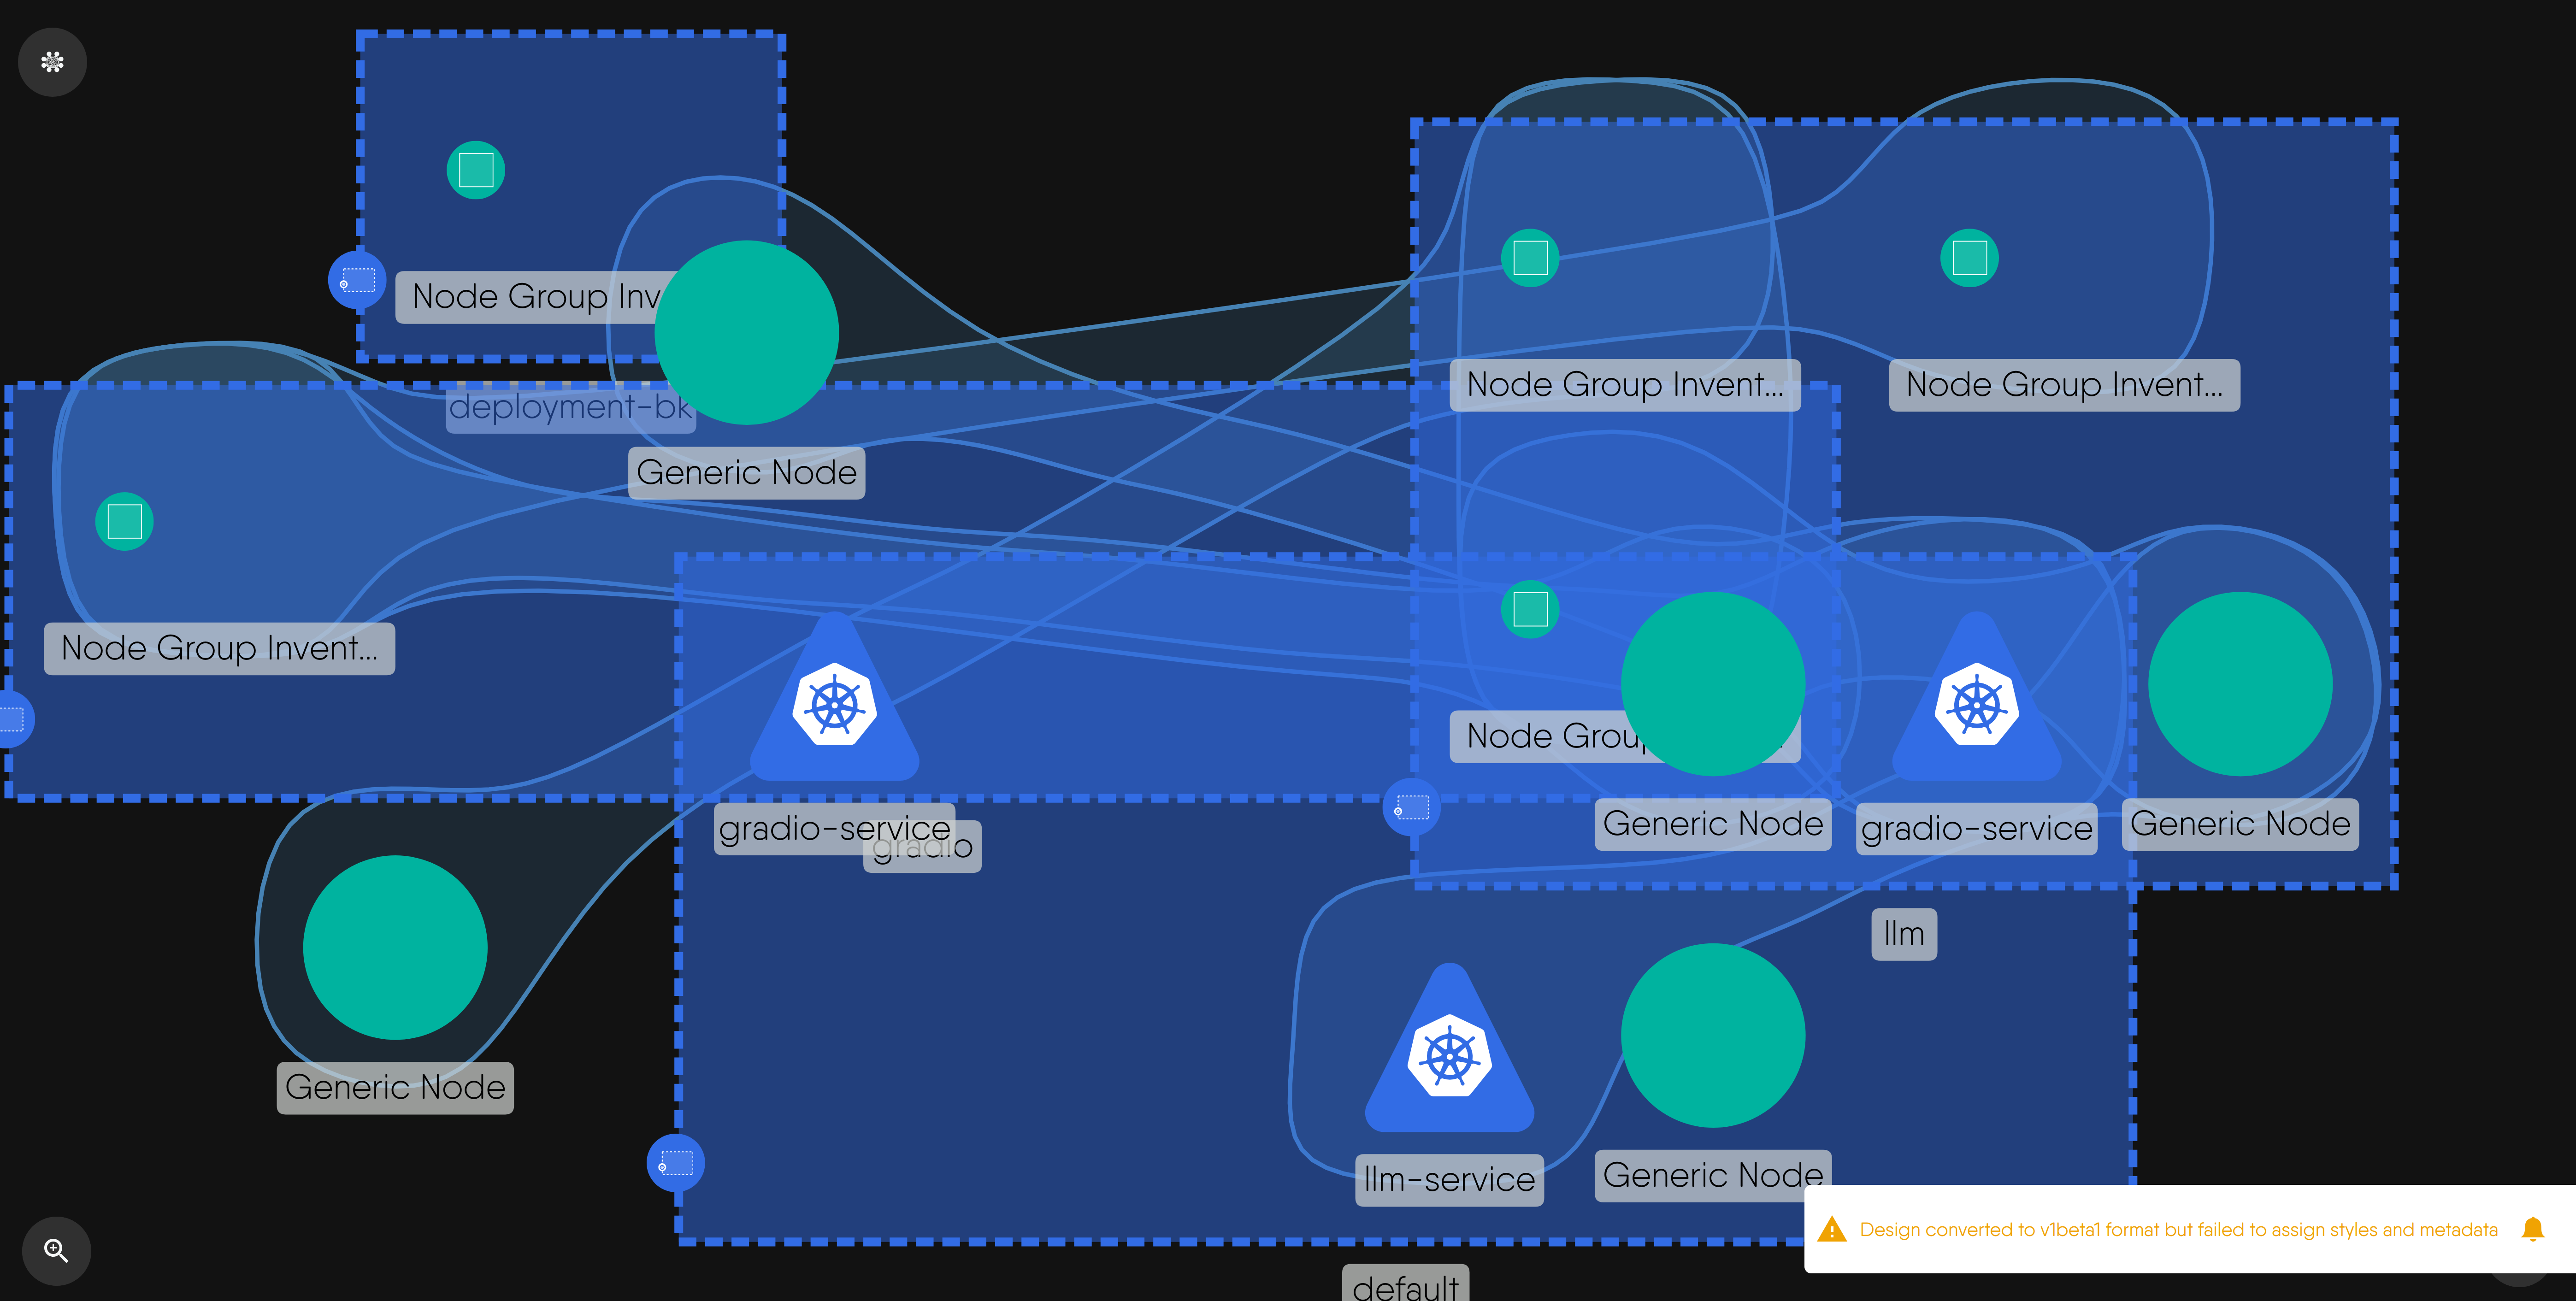 Node Group Inv
deployment-bk
Generic Node
Node Group Invent...
Node Group Invent...
Node Group Invent...
Node Grou
gradio-service
gradio
Generic Node
gradio-service
Generic Node
llm
Generic Node
llm-service
Generic Node
Design converted to v1beta1 format but failed to assign styles and metadata
default